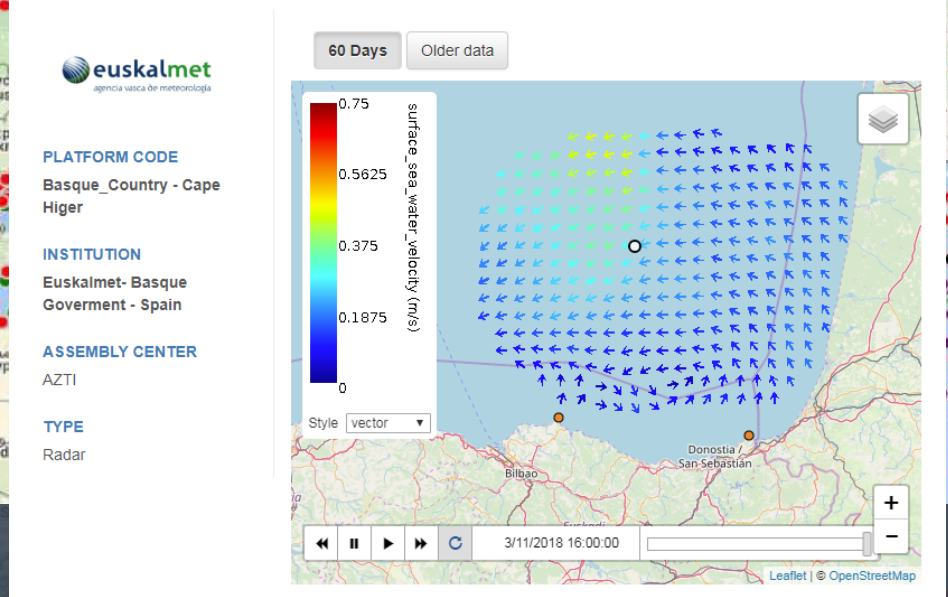 60 Days
Older data
euskalmet
agencia vasca de meteorología
PLATFORM CODE
Basque_Country - Cape
Higer
INSTITUTION
Euskalmet- Basque
Goverment - Spain
ASSEMBLY CENTER
AZTI
TYPE
Radar
0.75
0.5625
0.375
0.1875
0
surface_sea_water_velocity (m/s)
Style
vector
Donostia /
San Sebastián
Bilbao
Euskadi
3/11/2018 16:00:00
+
−
Leaflet | © OpenStreetMap